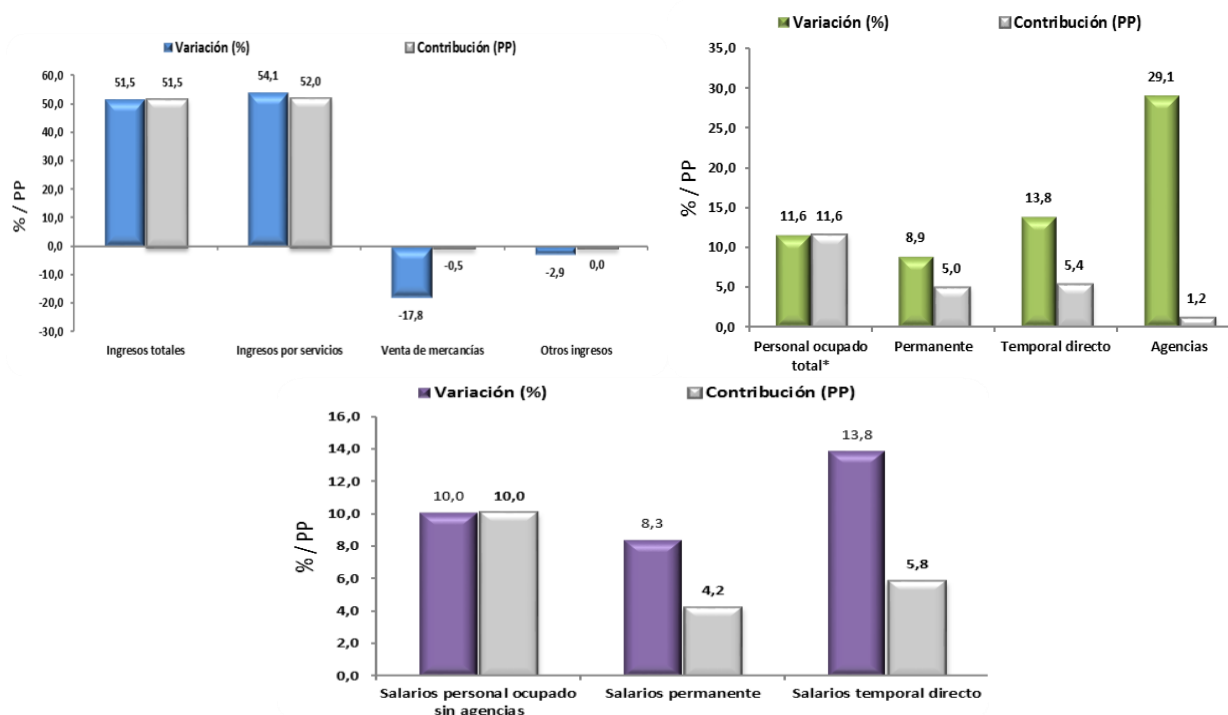 Variación (%) Contribución (PP)
% / PP
60,0
50,0
40,0
30,0
20,0
10,0
0,0
-10,0
-20,0
-30,0
51,5 51,5 54,1 52,0
-17,8 -0,5 -2,9 0,0
Ingresos totales Ingresos por servicios Venta de mercancías Otros ingresos
Variación (%) Contribución (PP)
% / PP
35,0
30,0
25,0
20,0
15,0
10,0
5,0
0,0
11,6 11,6 8,9 5,0 13,8 5,4 29,1 1,2
Personal ocupado Permanente Temporal directo Agencias
total*
Variación (%) Contribución (PP)
% / PP
16,0
14,0
12,0
10,0
8,0
6,0
4,0
2,0
0,0
10,0 10,0 8,3 4,2 13,8 5,8
Salarios personal ocupado Salarios permanente Salarios temporal directo
sin agencias